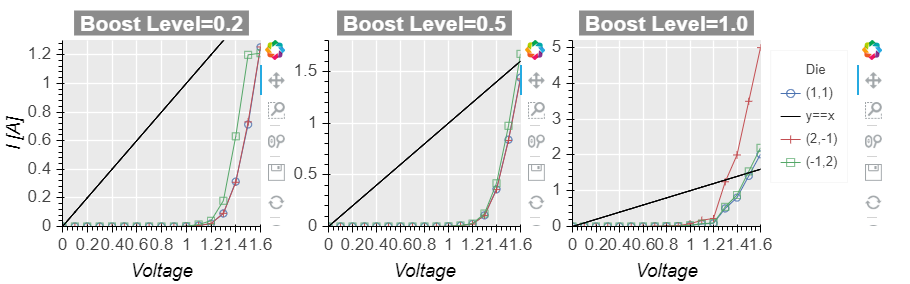 Boost Level=0.2
I [A]
1.2
1
0.8
0.6
0.4
0.2
0
0 0.20.40.60.8 1 1.21.41.6
Voltage
Boost Level=0.5
1.5
1
0.5
0
0 0.20.40.60.8 1 1.21.41.6
Voltage
Boost Level=1.0
5
4
3
2
1
0
0 0.20.40.60.8 1 1.21.41.6
Voltage
Die
(1,1)
y==x
(2,-1)
(-1,2)